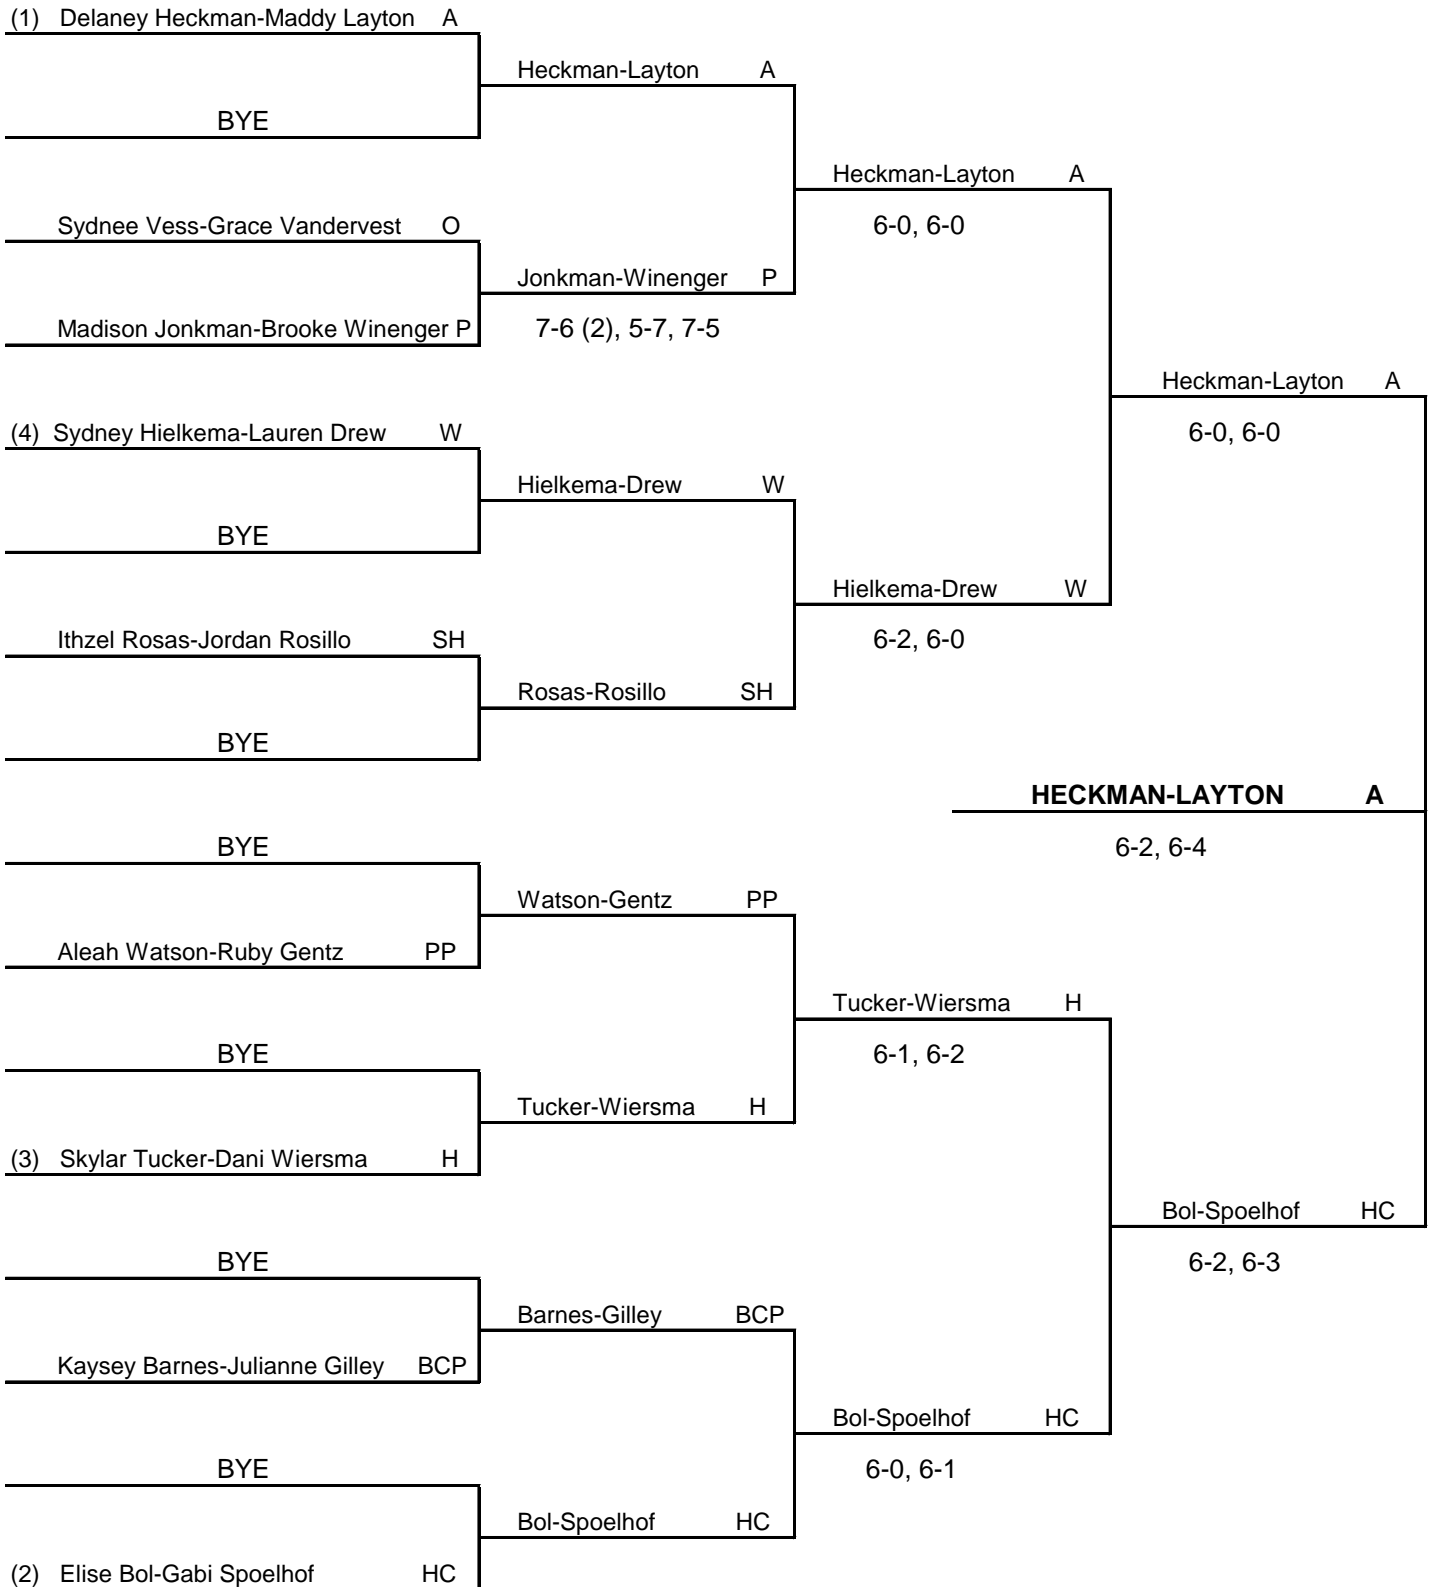 (1) Delaney Heckman-Maddy Layton A
Heckman-Layton A
BYE
Heckman-Layton A
Sydnee Vess-Grace Vandervest O
6-0, 6-0
Jonkman-Winenger P
Madison Jonkman-Brooke Winenger P
7-6 (2), 5-7, 7-5
Heckman-Layton A
(4) Sydney Hielkema-Lauren Drew W
6-0, 6-0
Hielkema-Drew W
BYE
Hielkema-Drew W
Ithzel Rosas-Jordan Rosillo SH
6-2, 6-0
Rosas-Rosillo SH
BYE
HECKMAN-LAYTON A
BYE
6-2, 6-4
Watson-Gentz PP
Aleah Watson-Ruby Gentz PP
Tucker-Wiersma H
BYE
6-1, 6-2
Tucker-Wiersma H
(3) Skylar Tucker-Dani Wiersma H
Bol-Spoelhof HC
BYE
6-2, 6-3
Barnes-Gilley BCP
Kaysey Barnes-Julianne Gilley BCP
Bol-Spoelhof HC
BYE
6-0, 6-1
Bol-Spoelhof HC
(2) Elise Bol-Gabi Spoelhof HC